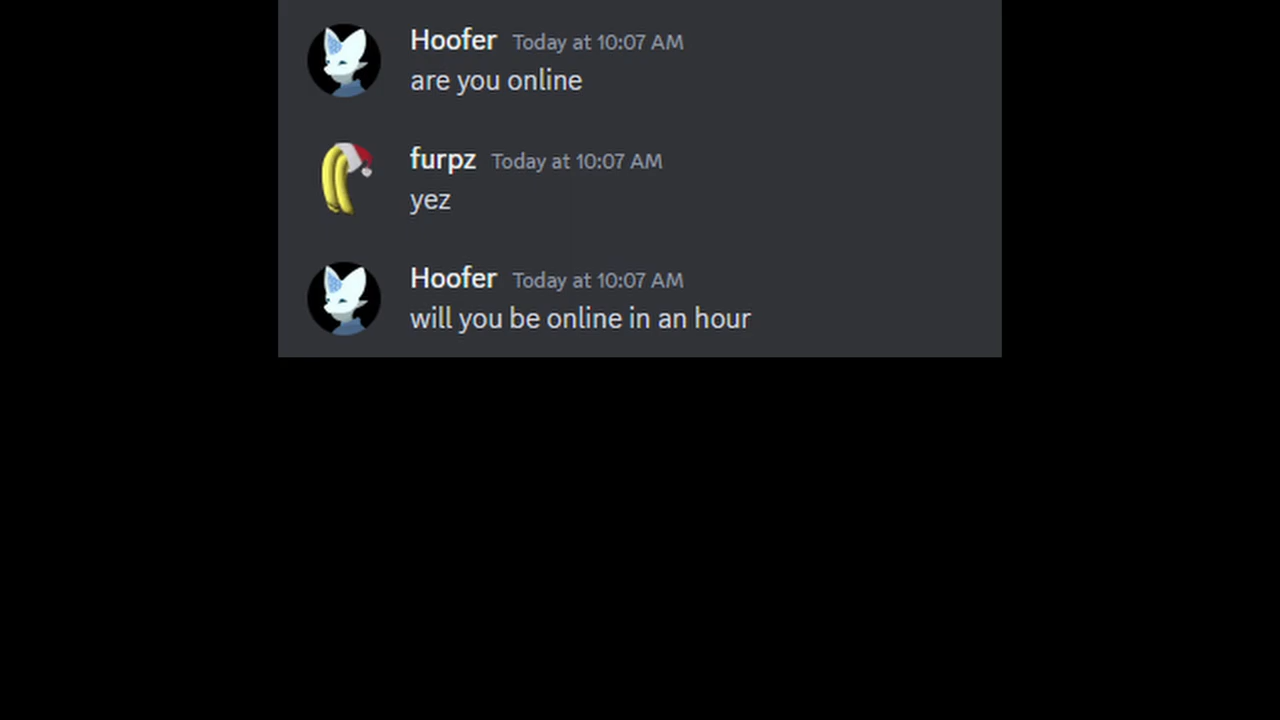 Hoofer Today at 10:07 AM
are you online
furpz Today at 10:07 AM
yez
Hoofer Today at 10:07 AM
will you be online in an hour